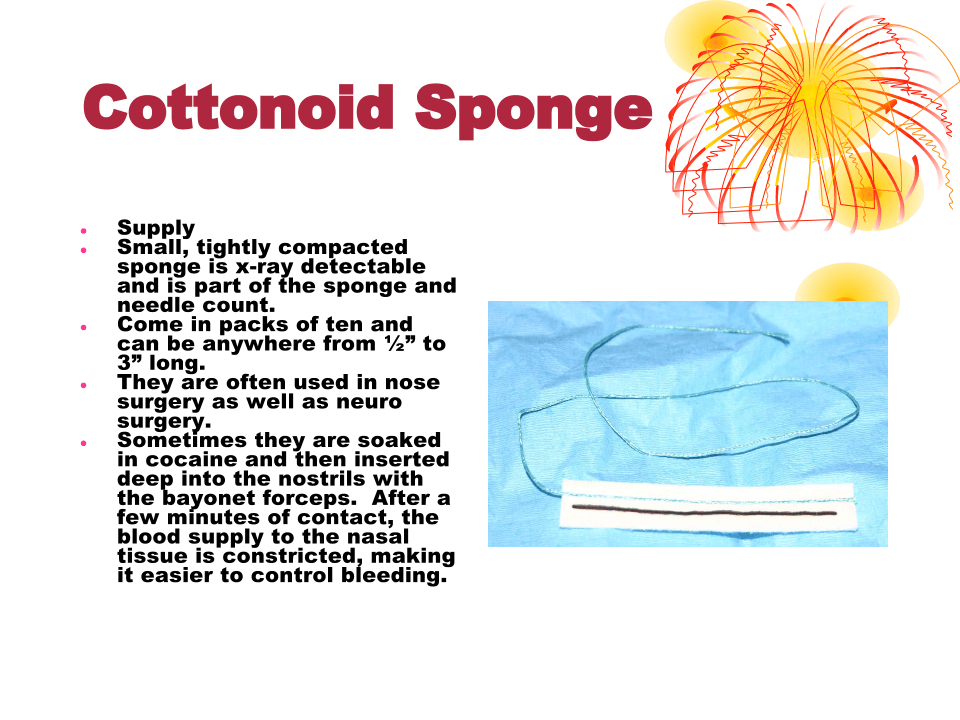 Cottonoid Sponge
Supply
Small, tightly compacted
sponge is x-ray detectable
and is part of the sponge and
needle count.
Come in packs of ten and
can be anywhere from ½” to
3” long.
They are often used in nose
surgery as well as neuro
surgery.
Sometimes they are soaked
in cocaine and then inserted
deep into the nostrils with
the bayonet forceps.  After a
few minutes of contact, the
blood supply to the nasal
tissue is constricted, making
it easier to control bleeding.